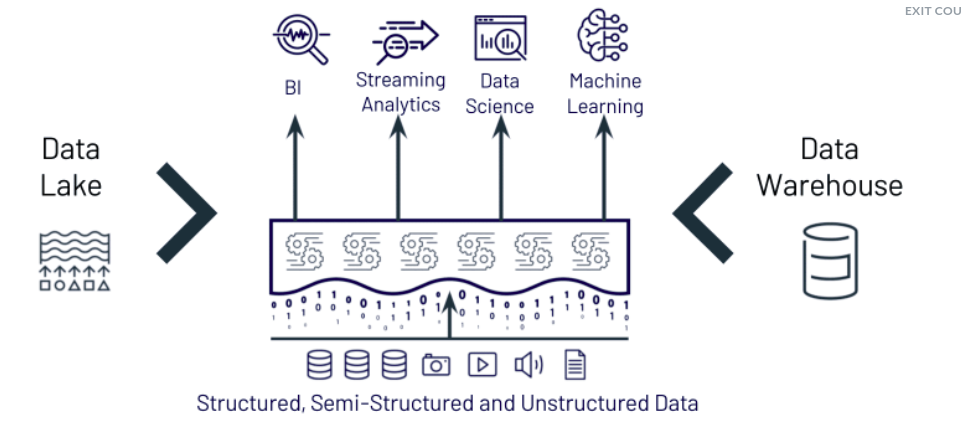 EXIT COU
BI
Streaming
Analytics
Data
Science
Machine
Learning
Data
Lake
Data
Warehouse
Structured, Semi-Structured and Unstructured Data